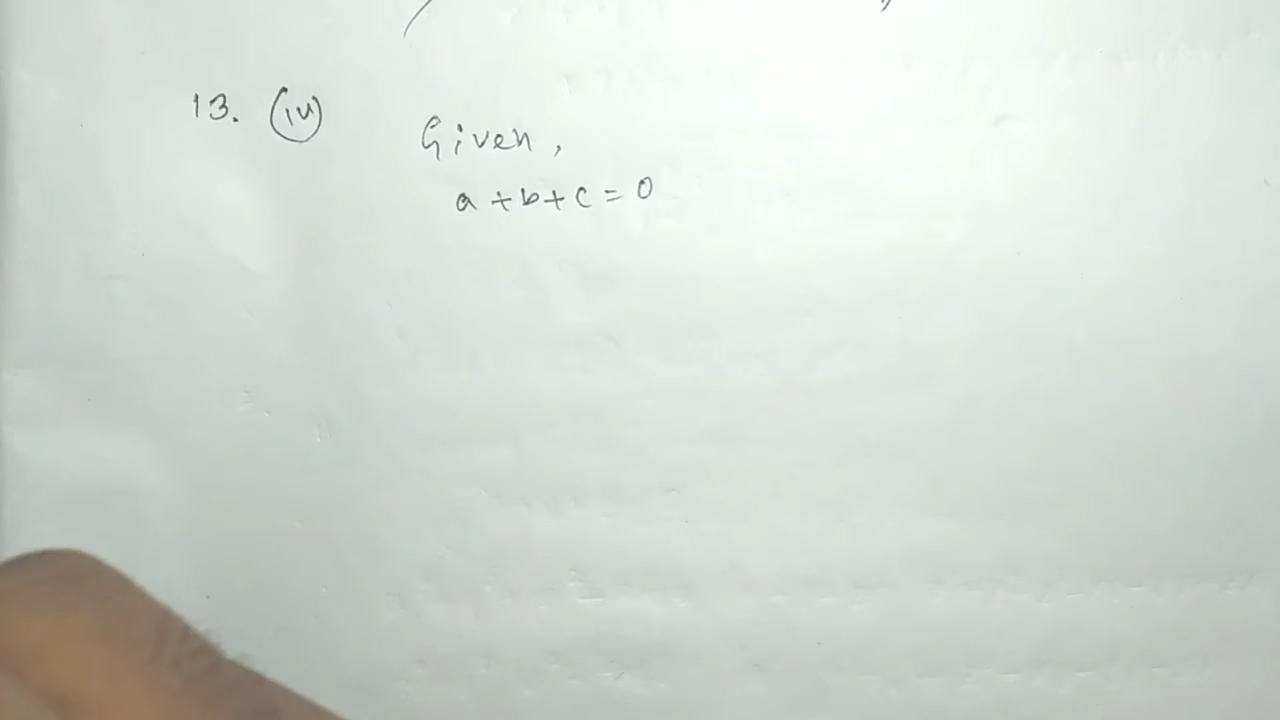 13. (iv)
Given,
a+b+c=0